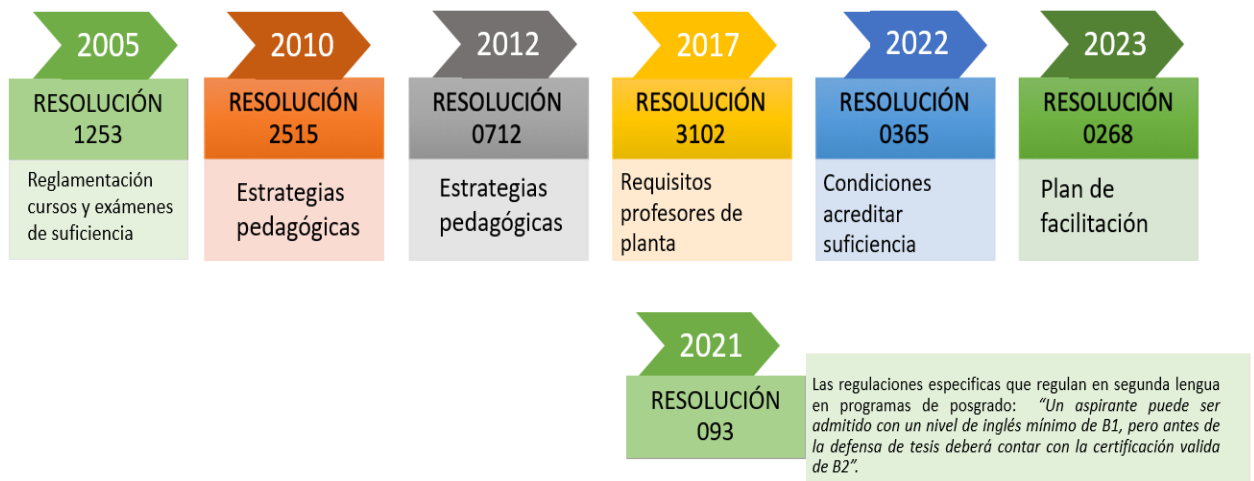 2005
RESOLUCIÓN
1253
Reglamentación
cursos y exámenes
de suficiencia
2010
RESOLUCIÓN
2515
Estrategias
pedagógicas
2012
RESOLUCIÓN
0712
Estrategias
pedagógicas
2017
RESOLUCIÓN
3102
Requisitos
profesores de
planta
2022
RESOLUCIÓN
0365
Condiciones
acreditar
suficiencia
2023
RESOLUCIÓN
0268
Plan de
facilitación
2021
RESOLUCIÓN
093
Las regulaciones especificas que regulan en segunda lengua
en programas de posgrado: “Un aspirante puede ser
admitido con un nivel de inglés mínimo de B1, pero antes de
la defensa de tesis deberá contar con la certificación valida
de B2”.